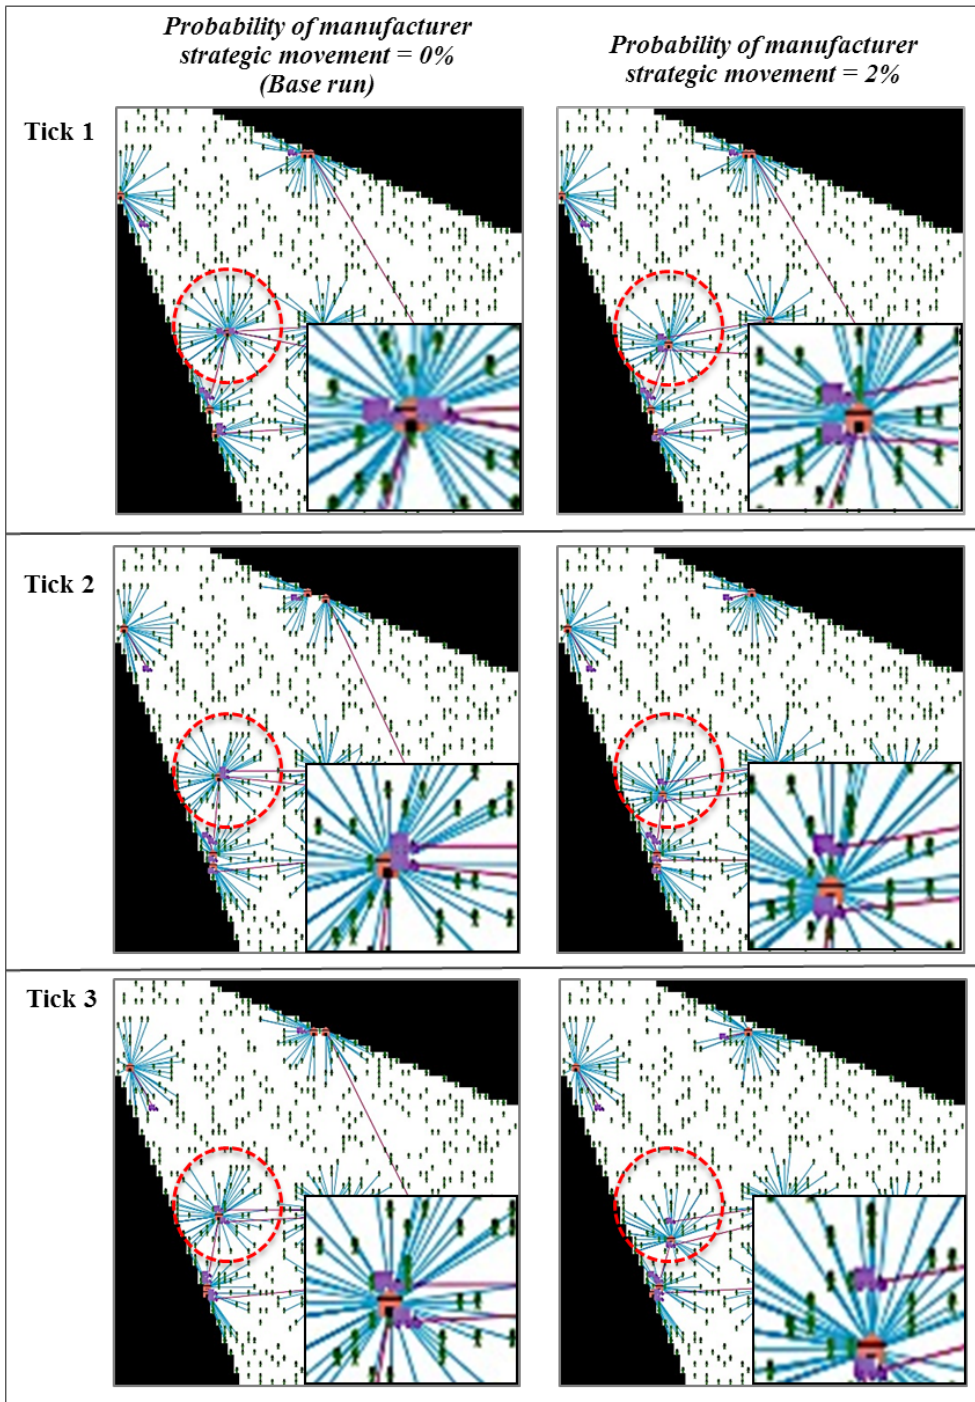 Probability of manufacturer
strategic movement = 0%
(Base run)
Probability of manufacturer
strategic movement = 2%
Tick 1
Tick 2
Tick 3